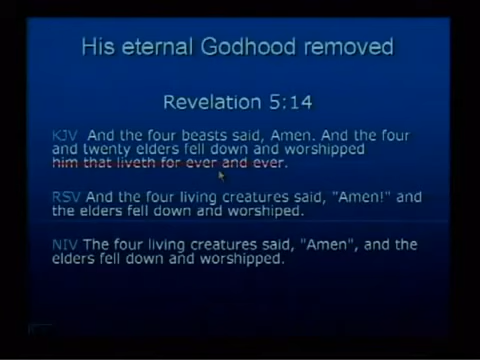 His eternal Godhood removed
Revelation 5:14
KJV And the four beasts said, Amen. And the four
and twenty elders fell down and worshipped
him that liveth for ever and ever.
RSV And the four living creatures said, "Amen!" and
the elders fell down and worshiped.
NIV The four living creatures said, "Amen", and the
elders fell down and worshipped.